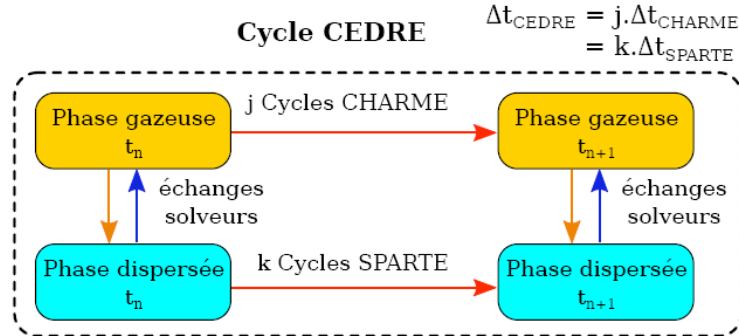 Cycle CEDRE
Δt_CEDRE = j.Δt_CHARME
= k.Δt_SPARTE
Phase gazeuse
t_n
j Cycles CHARME
Phase gazeuse
t_n+1
échanges
solveurs
échanges
solveurs
Phase dispersée
t_n
k Cycles SPARTE
Phase dispersée
t_n+1